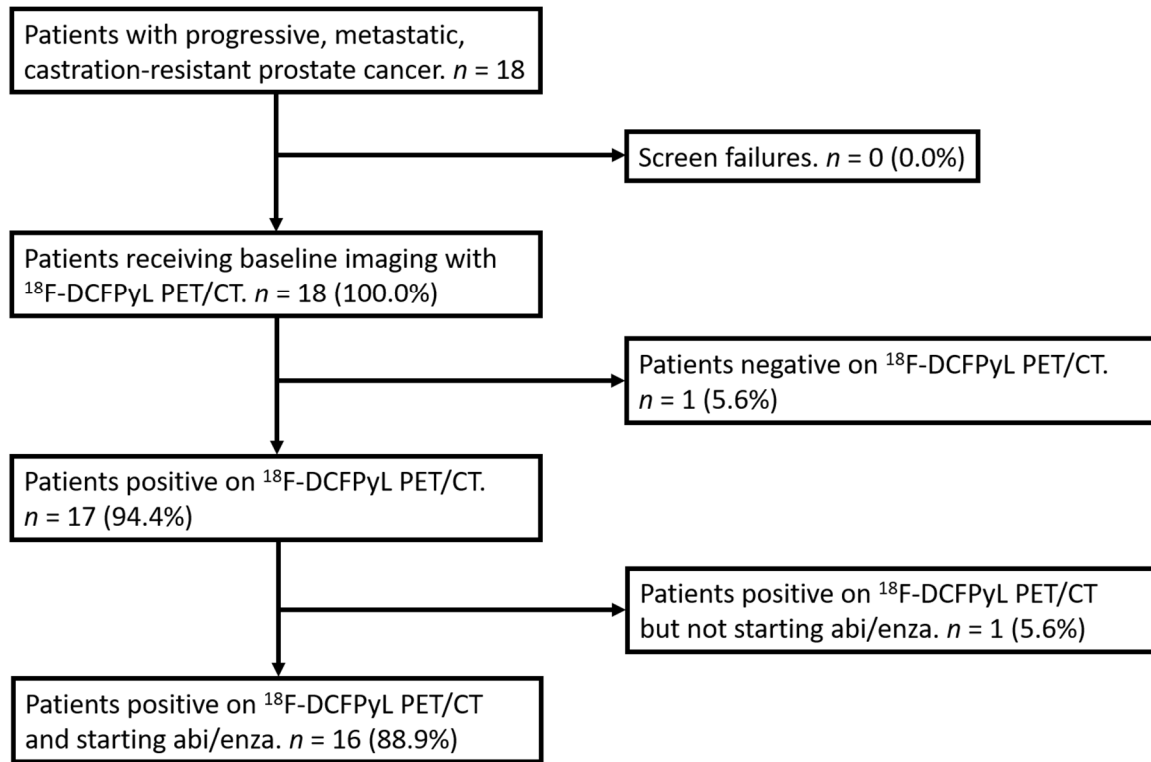 Patients with progressive, metastatic,
castration-resistant prostate cancer. n = 18
Screen failures. n = 0 (0.0%)
Patients receiving baseline imaging with
¹⁸F-DCFPyL PET/CT. n = 18 (100.0%)
Patients negative on ¹⁸F-DCFPyL PET/CT.
n = 1 (5.6%)
Patients positive on ¹⁸F-DCFPyL PET/CT.
n = 17 (94.4%)
Patients positive on ¹⁸F-DCFPyL PET/CT
but not starting abi/enza. n = 1 (5.6%)
Patients positive on ¹⁸F-DCFPyL PET/CT
and starting abi/enza. n = 16 (88.9%)